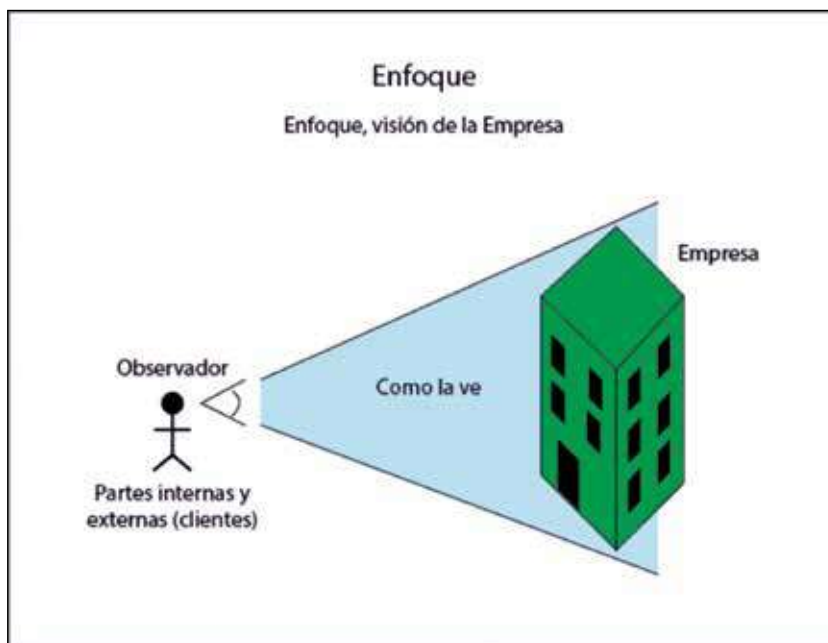 Enfoque
Enfoque, visión de la Empresa
Empresa
Observador
Como la ve
Partes internas y
externas (clientes)